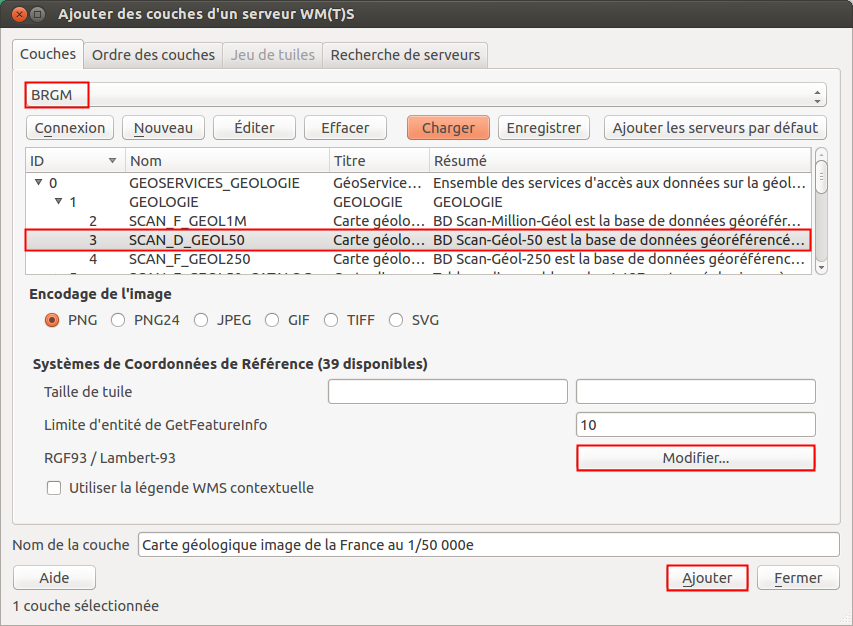 Ajouter des couches d'un serveur WM(T)S
Couches Ordre des couches Jeu de tuiles Recherche de serveurs
BRGM
Connexion Nouveau Éditer Effacer Charger Enregistrer Ajouter les serveurs par défaut
ID Nom Titre Résumé
0 GEOSERVICES_GEOLOGIE GéoService... Ensemble des services d'accès aux données sur la géol...
1 GEOLOGIE GEOLOGIE GEOLOGIE
2 SCAN_F_GEOL1M Carte géolo... BD Scan-Million-Géol est la base de données géoréfér...
3 SCAN_D_GEOL50 Carte géolo... BD Scan-Géol-50 est la base de données géoréférencé...
4 SCAN_F_GEOL250 Carte géolo... BD Scan-Géol-250 est la base de données géoréférenc...
Encodage de l'image
PNG PNG24 JPEG GIF TIFF SVG
Systèmes de Coordonnées de Référence (39 disponibles)
Taille de tuile
Limite d'entité de GetFeatureInfo 10
RGF93 / Lambert-93 Modifier...
Utiliser la légende WMS contextuelle
Nom de la couche Carte géologique image de la France au 1/50 000e
Aide Ajouter Fermer
1 couche sélectionnée